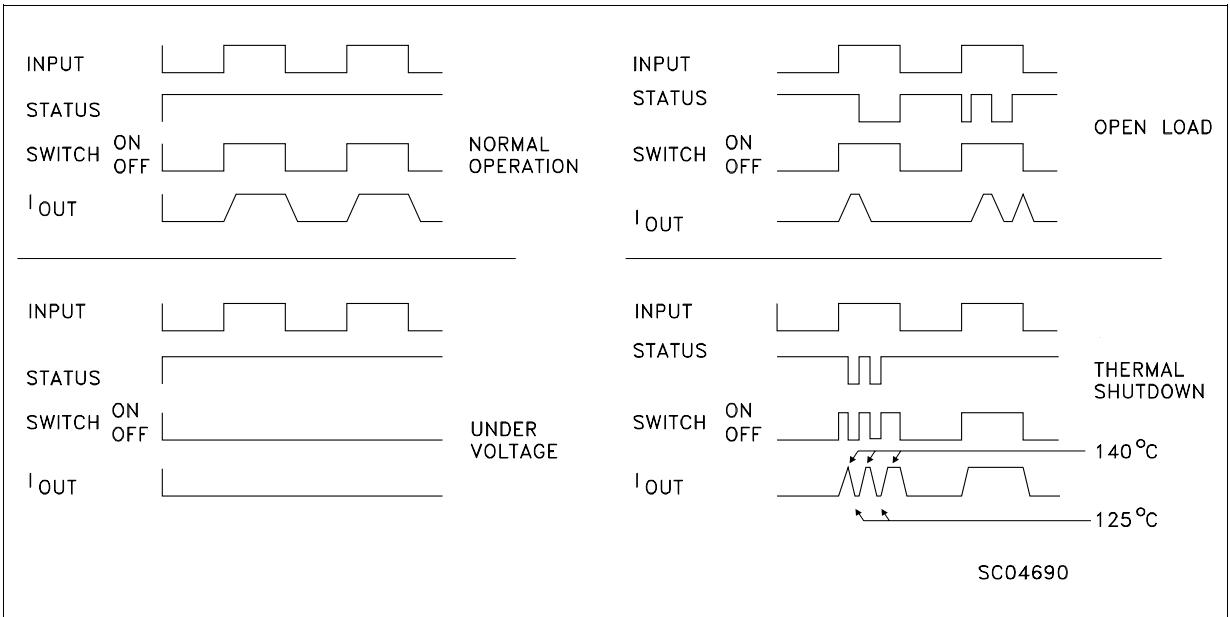 INPUT
STATUS
SWITCH ON
OFF
I OUT
NORMAL
OPERATION
INPUT
STATUS
SWITCH ON
OFF
I OUT
OPEN LOAD
INPUT
STATUS
SWITCH ON
OFF
I OUT
UNDER
VOLTAGE
INPUT
STATUS
SWITCH ON
OFF
I OUT
THERMAL
SHUTDOWN
140 °C
125 °C
SC04690